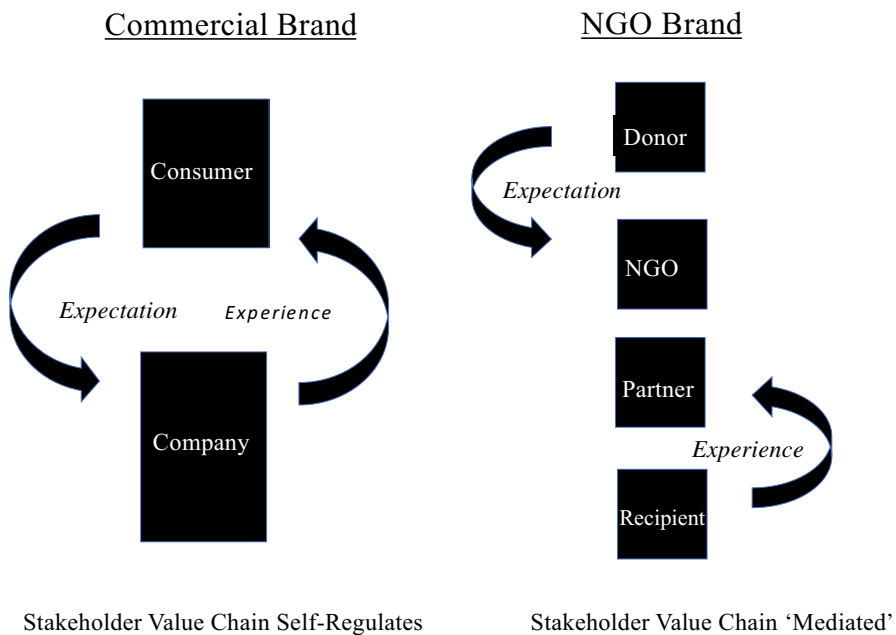 Commercial Brand
Consumer
Expectation
Experience
Company
Stakeholder Value Chain Self-Regulates
NGO Brand
Donor
Expectation
NGO
Partner
Experience
Recipient
Stakeholder Value Chain ‘Mediated’